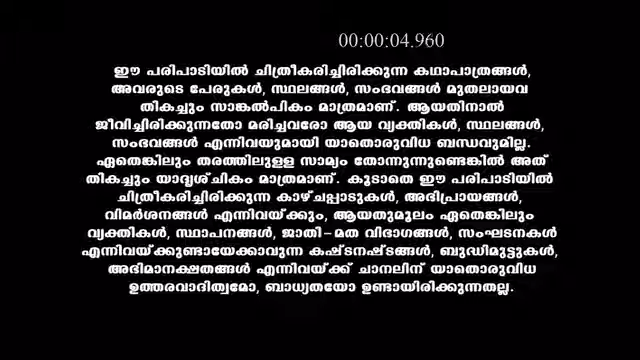 00:00:04.960
ഈ പരിപാടിയിൽ ചിത്രീകരിച്ചിരിക്കുന്ന കഥാപാത്രങ്ങൾ,
അവരുടെ പേരുകൾ, സ്ഥലങ്ങൾ, സംഭവങ്ങൾ മുതലായവ
തികച്ചും സാങ്കൽപികം മാത്രമാണ്. ആയതിനാൽ
ജീവിച്ചിരിക്കുന്നതോ മരിച്ചവരോ ആയ വ്യക്തികൾ, സ്ഥലങ്ങൾ,
സംഭവങ്ങൾ എന്നിവയുമായി യാതൊരുവിധ ബന്ധവുമില്ല.
ഏതെങ്കിലും തരത്തിലുളള സാമ്യം തോന്നുന്നുണ്ടെങ്കിൽ അത്
തികച്ചും യാദൃശ്ചികം മാത്രമാണ്. കൂടാതെ ഈ പരിപാടിയിൽ
ചിത്രീകരിച്ചിരിക്കുന്ന കാഴ്ചപ്പാടുകൾ, അഭിപ്രായങ്ങൾ,
വിമർശനങ്ങൾ എന്നിവയ്ക്കും, ആയതുമൂലം ഏതെങ്കിലും
വ്യക്തികൾ, സ്ഥാപനങ്ങൾ, ജാതി-മത വിഭാഗങ്ങൾ, സംഘടനകൾ
എന്നിവയ്ക്കുണ്ടായേക്കാവുന്ന കഷ്ടനഷ്ടങ്ങൾ, ബുദ്ധിമുട്ടുകൾ,
അഭിമാനക്ഷതങ്ങൾ എന്നിവയ്ക്ക് ചാനലിന് യാതൊരുവിധ
ഉത്തരവാദിത്വമോ, ബാധ്യതയോ ഉണ്ടായിരിക്കുന്നതല്ല.